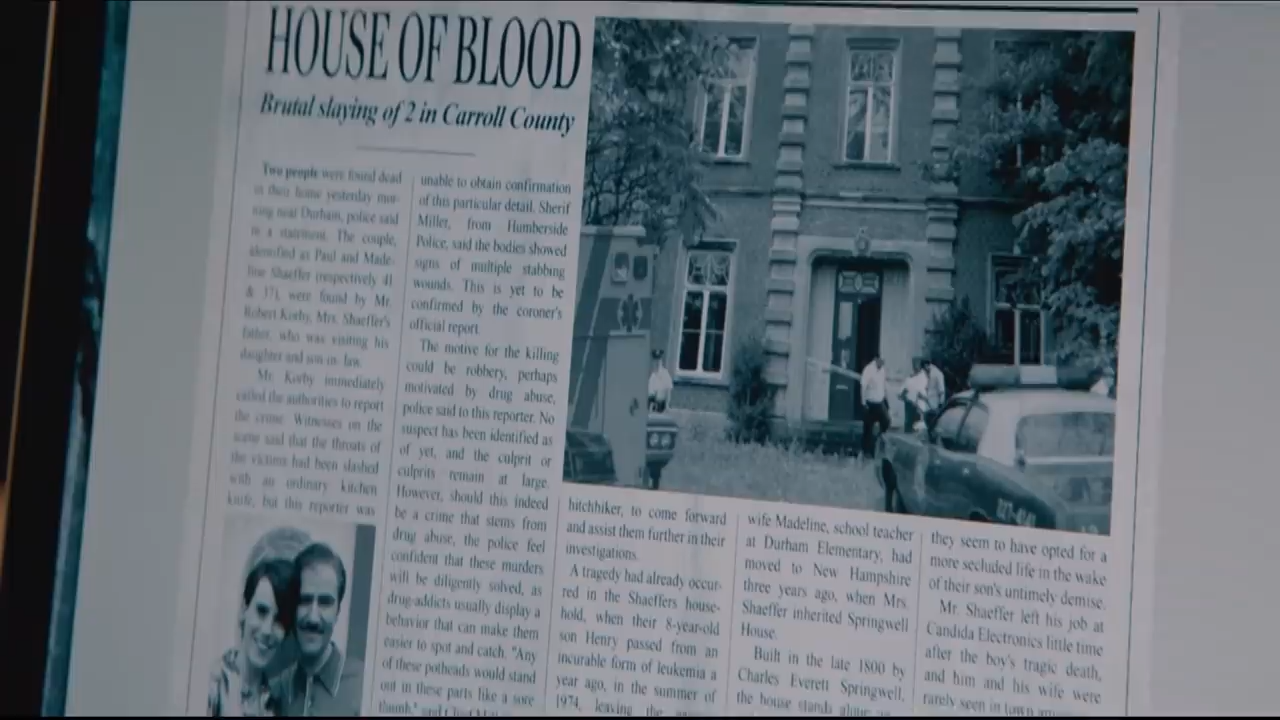 HOUSE OF BLOOD
Brutal slaying of 2 in Carroll County
Two people were found dead
in their home yesterday mor-
ning near Durham, police said
in a statement. The couple,
identified as Paul and Made-
line Shaeffer (respectively 41
& 37), were found by Mr.
Robert Korby, Mrs. Shaeffer's
father, who was visiting his
daughter and son-in-law.
Mr. Korby immediately
called the authorities to report
the crime. Witnesses on the
scene said that the throats of
the victims had been slashed
with an ordinary kitchen
knife, but this reporter was
unable to obtain confirmation
of this particular detail. Sherif
Miller, from Humberside
Police, said the bodies showed
signs of multiple stabbing
wounds. This is yet to be
confirmed by the coroner's
official report.
The motive for the killing
could be robbery, perhaps
motivated by drug abuse,
police said to this reporter. No
suspect has been identified as
of yet, and the culprit or
culprits remain at large.
However, should this indeed
be a crime that stems from
drug abuse, the police feel
confident that these murders
will be diligently solved, as
drug-addicts usually display a
behavior that can make them
easier to spot and catch. "Any
of these potheads would stand
out in these parts like a sore
thumb," said
hitchhiker, to come forward
and assist them further in their
investigations.
A tragedy had already occur-
red in the Shaeffers house-
hold, when their 8-year-old
son Henry passed from an
incurable form of leukemia a
year ago, in the summer of
1974, leaving the
wife Madeline, school teacher
at Durham Elementary, had
moved to New Hampshire
three years ago, when Mrs.
Shaeffer inherited Springwell
House.
Built in the late 1800 by
Charles Everett Springwell,
the house stands alone
they seem to have opted for a
more secluded life in the wake
of their son's untimely demise.
Mr. Shaeffer left his job at
Candida Electronics little time
after the boy's tragic death,
and him and his wife were
rarely seen in town